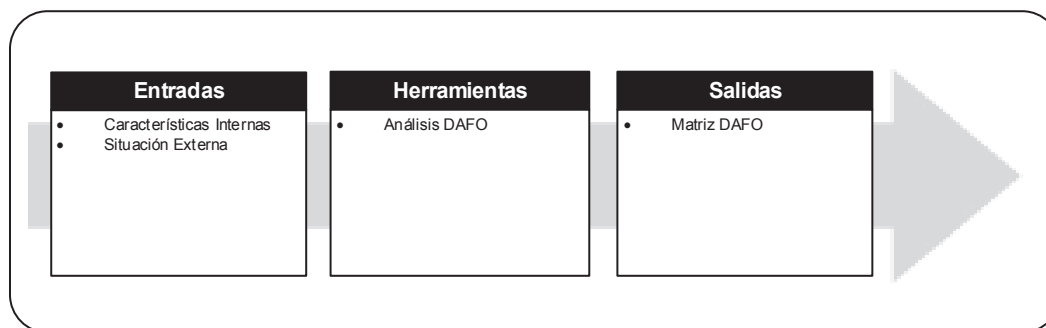 Entradas
• Características Internas
• Situación Externa
Herramientas
• Análisis DAFO
Salidas
• Matriz DAFO